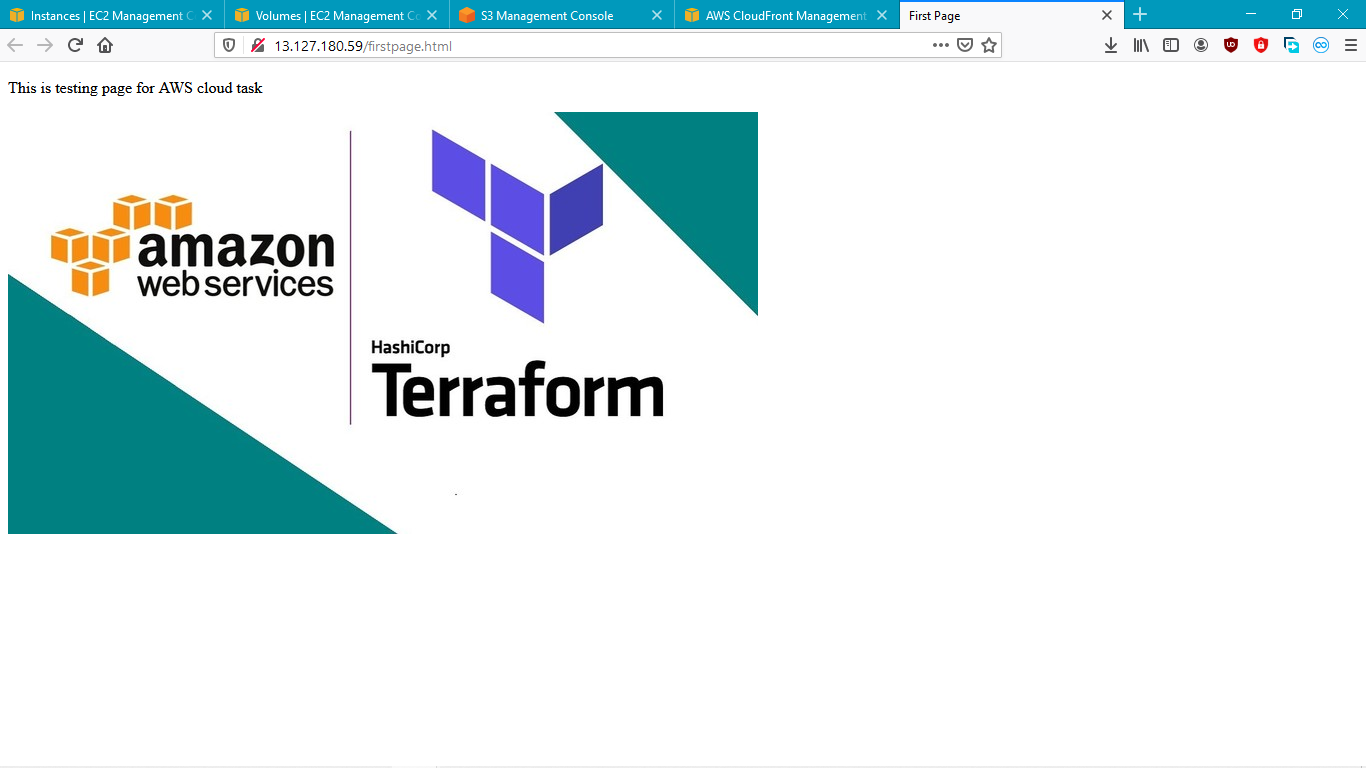 Instances | EC2 Management C
Volumes | EC2 Management Co
S3 Management Console
AWS CloudFront Management
First Page
13.127.180.59/firstpage.html
This is testing page for AWS cloud task
amazon
web services
HashiCorp
Terraform